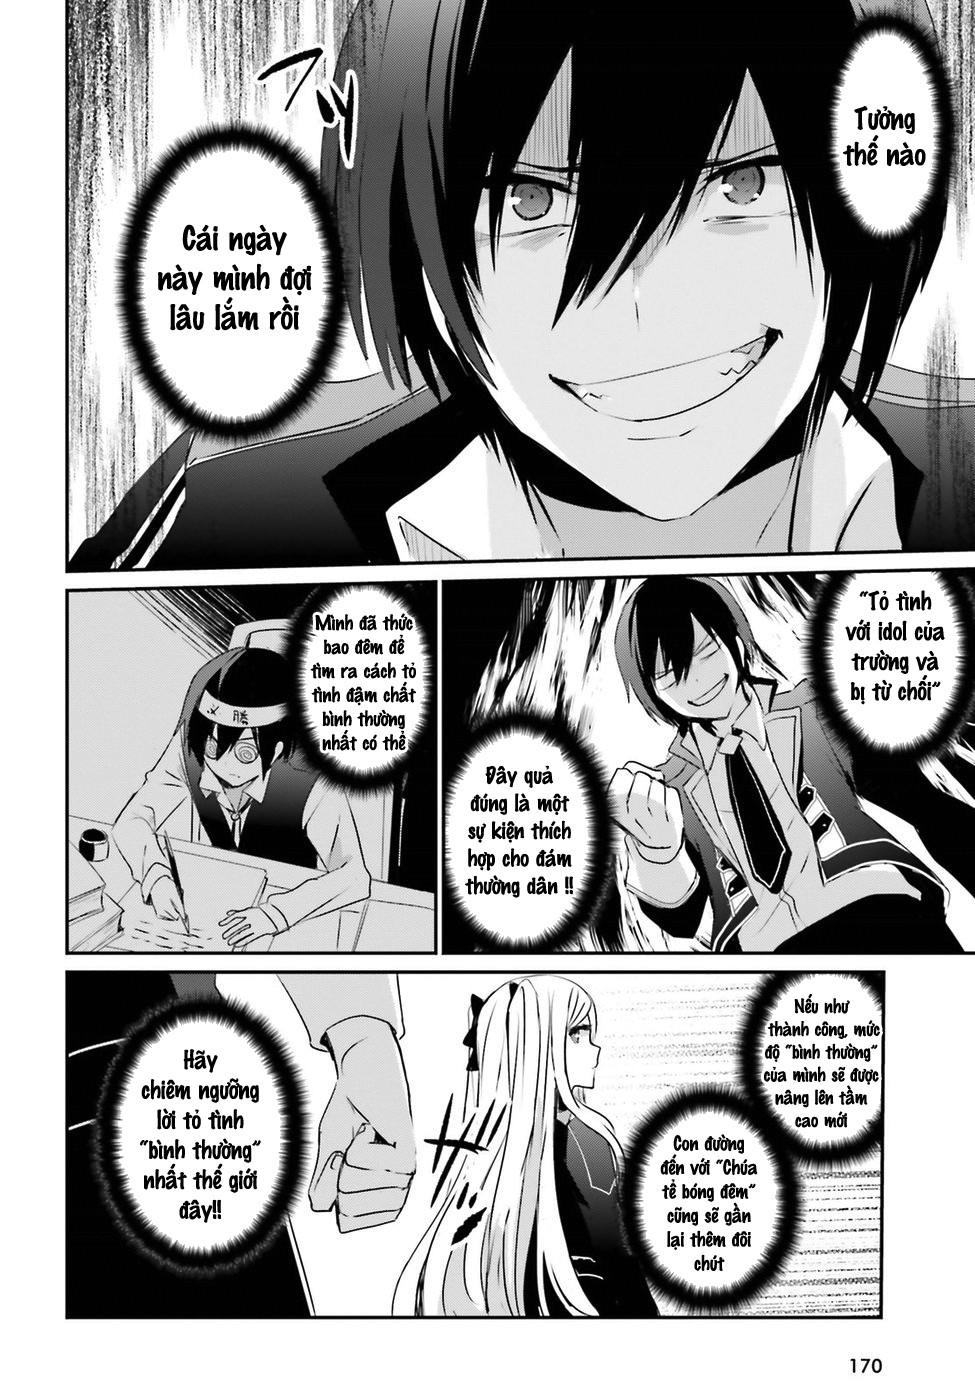 Tưởng
thế nào
Cái ngày
này mình đợi
lâu lắm rồi
"Tỏ tình
với idol của
trường và
bị từ chối"
Đây quả
đúng là một
sự kiện thích
hợp cho đám
thường dân !!
Mình đã thức
bao đêm để
tìm ra cách tỏ
tình đậm chất
bình thường
nhất có thể
必勝
Nếu như
thành công, mức
độ "bình thường"
của mình sẽ được
nâng lên tầm
cao mới
Con đường
đến với "Chúa
tể bóng đêm"
cũng sẽ gần
lại thêm đôi
chút
Hãy
chiêm ngưỡng
lời tỏ tình
"bình thường"
nhất thế giới
đây!!
170